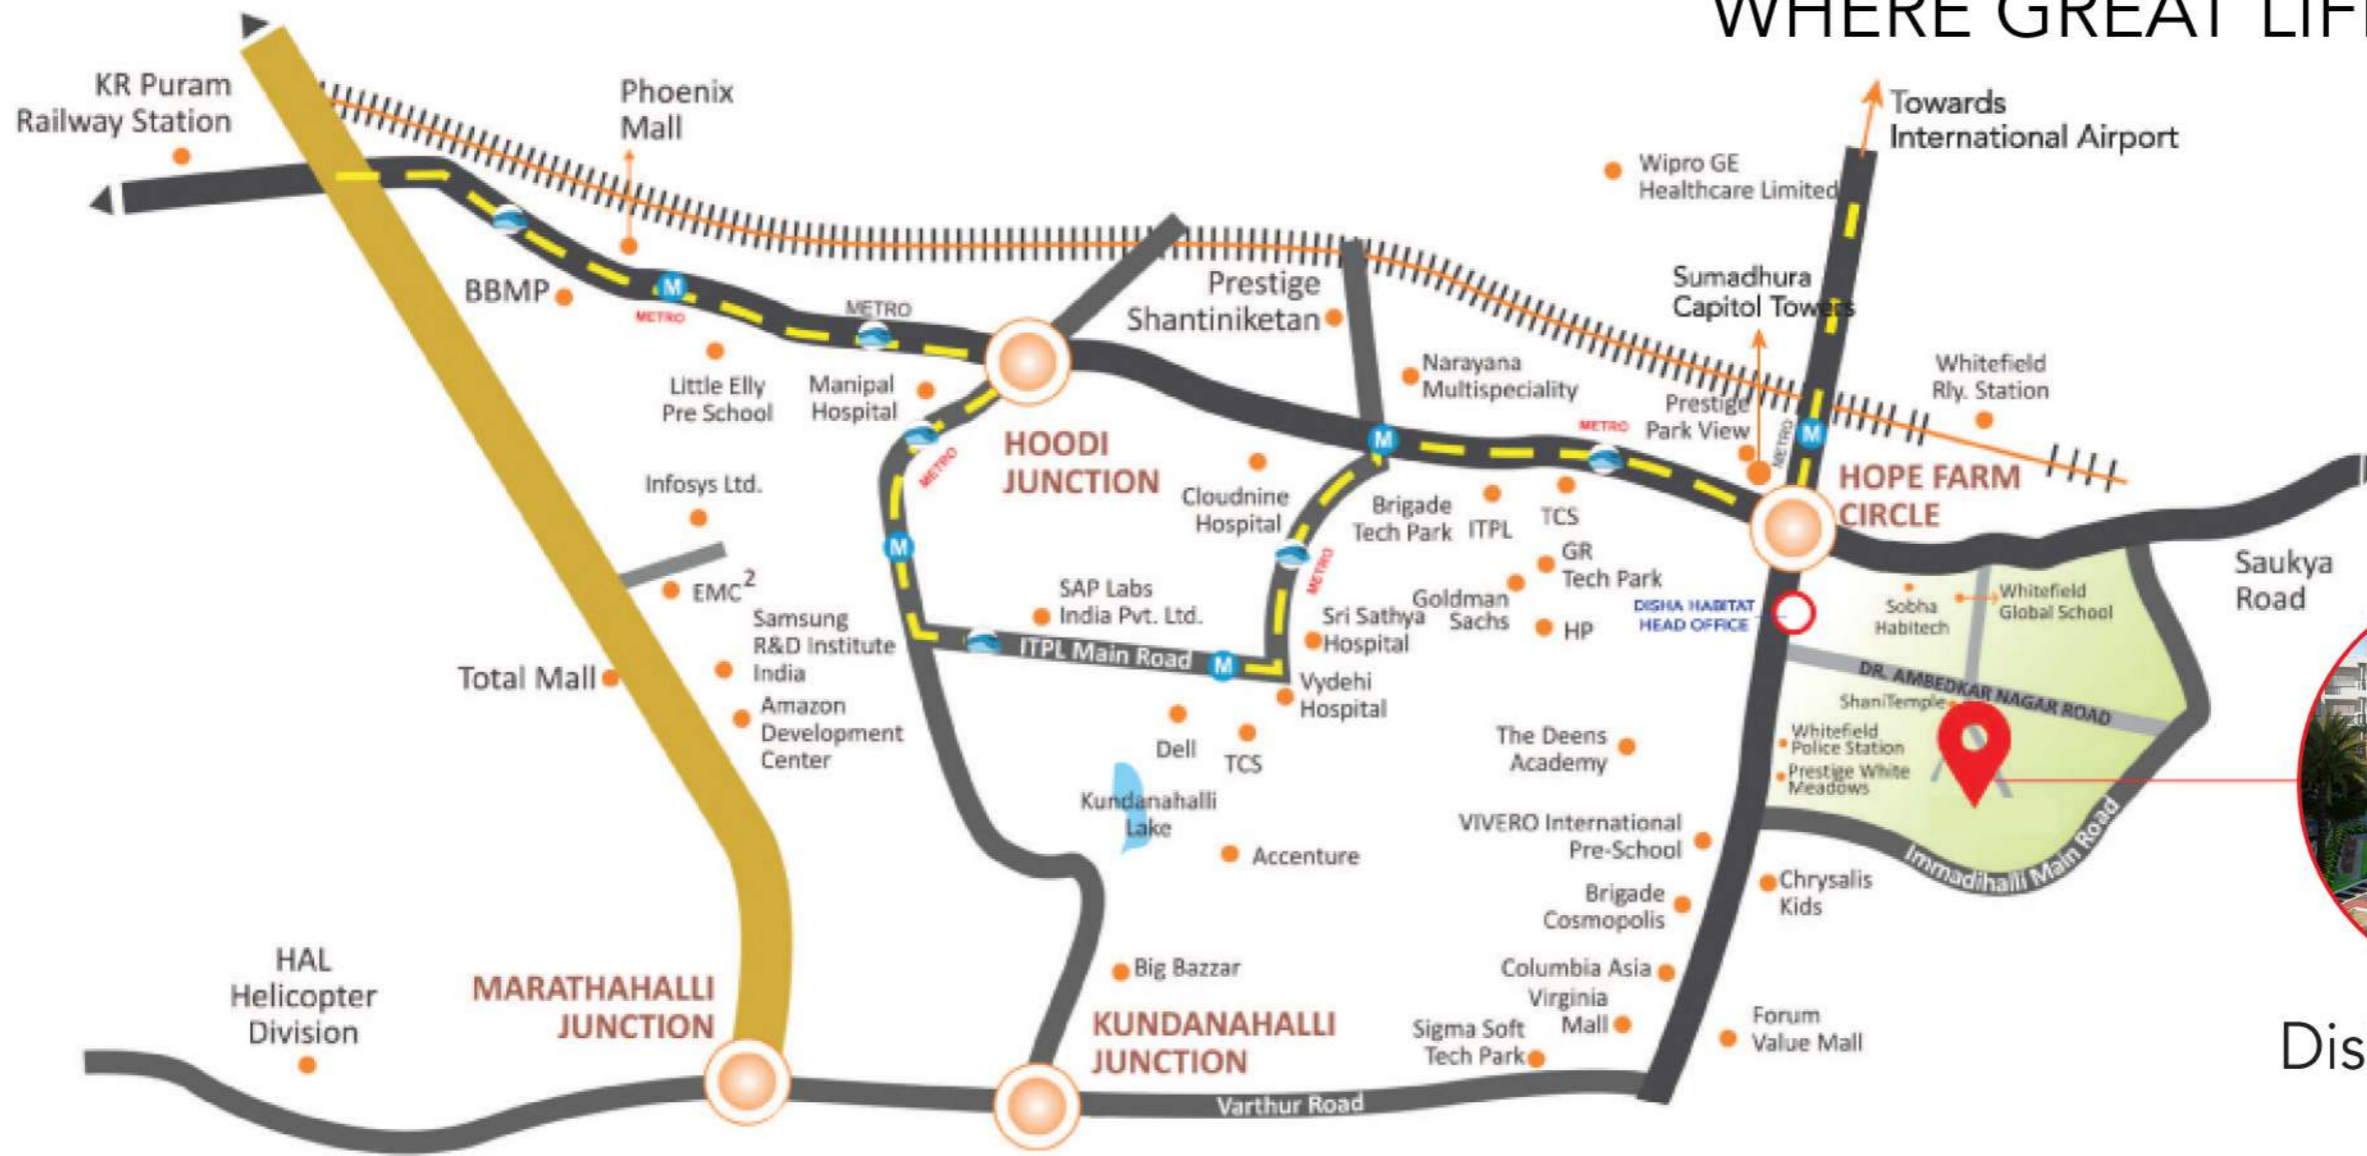 WHERE GREAT LIF
KR Puram
Railway Station
Phoenix
Mall
Towards
International Airport
Wipro GE
Healthcare Limited
BBMP
M
METRO
METRO
Prestige
Shantiniketan
Sumadhura
Capitol Towers
Little Elly
Pre School
Manipal
Hospital
METRO
HOODI
JUNCTION
Narayana
Multispeciality
M
METRO
Prestige
Park View
METRO
M
Whitefield
Rly. Station
HOPE FARM
CIRCLE
Infosys Ltd.
M
Cloudnine
Hospital
METRO
Brigade
Tech Park
ITPL
TCS
GR
Tech Park
Goldman
Sachs
HP
Saukya
Road
EMC2
Samsung
R&D Institute
India
SAP Labs
India Pvt. Ltd.
ITPL Main Road
M
Sri Sathya
Hospital
Vydehi
Hospital
DISHA HABITAT
HEAD OFFICE
Sobha
Habitech
Whitefield
Global School
DR. AMBEDKAR NAGAR ROAD
ShaniTemple
Whitefield
Police Station
Prestige White
Meadows
Total Mall
Amazon
Development
Center
Dell
TCS
Kundanahalli
Lake
Accenture
The Deens
Academy
VIVERO International
Pre-School
Immadihalli Main Road
Brigade
Cosmopolis
Chrysalis
Kids
HAL
Helicopter
Division
MARATHAHALLI
JUNCTION
Big Bazzar
KUNDANAHALLI
JUNCTION
Columbia Asia
Virginia
Mall
Sigma Soft
Tech Park
Forum
Value Mall
Varthur Road
Dis